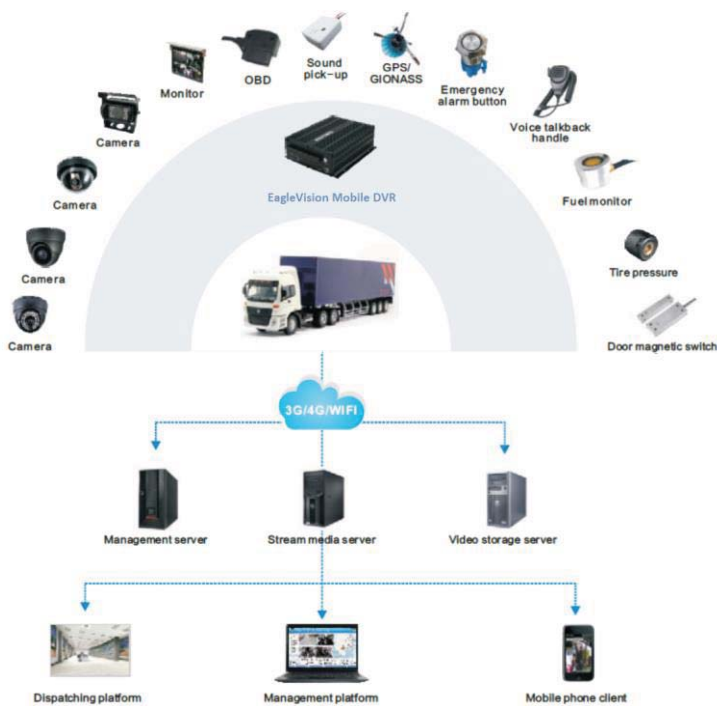 Sound
pick-up
GPS/
GIONASS
OBD
Emergency
alarm button
Monitor
Voice talkback
handle
Camera
EagleVision Mobile DVR
Camera
Fuel monitor
Camera
Tire pressure
Camera
Door magnetic switch
3G/4G/WIFI
Management server
Stream media server
Video storage server
Dispatching platform
Management platform
Mobile phone client